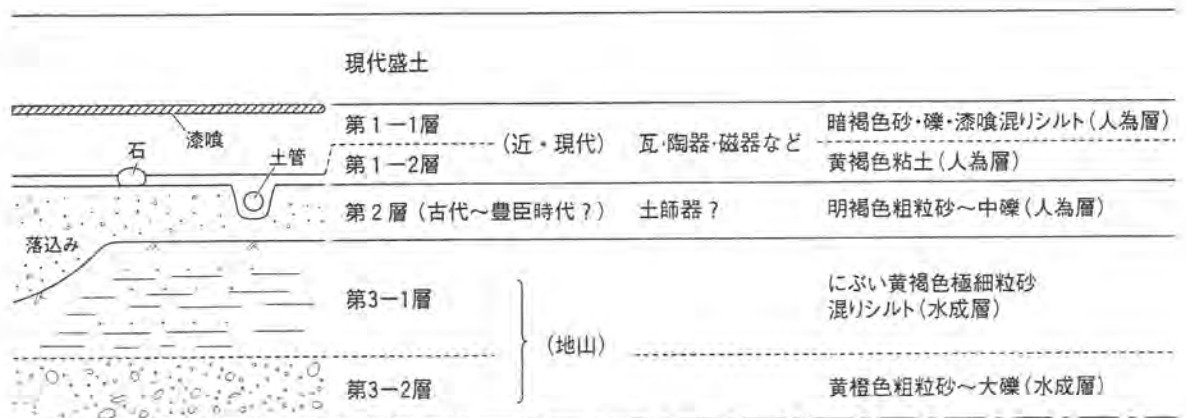 現代盛土
漆喰
石
土管
落込み
第1ー1層
(近・現代)
瓦・陶器・磁器など
暗褐色砂・礫・漆喰混りシルト(人為層)
第1ー2層
黄褐色粘土(人為層)
第2層(古代~豊臣時代?)
土師器?
明褐色粗粒砂~中礫(人為層)
第3ー1層
(地山)
にぶい黄褐色極細粒砂
混りシルト(水成層)
第3ー2層
黄橙色粗粒砂~大礫(水成層)